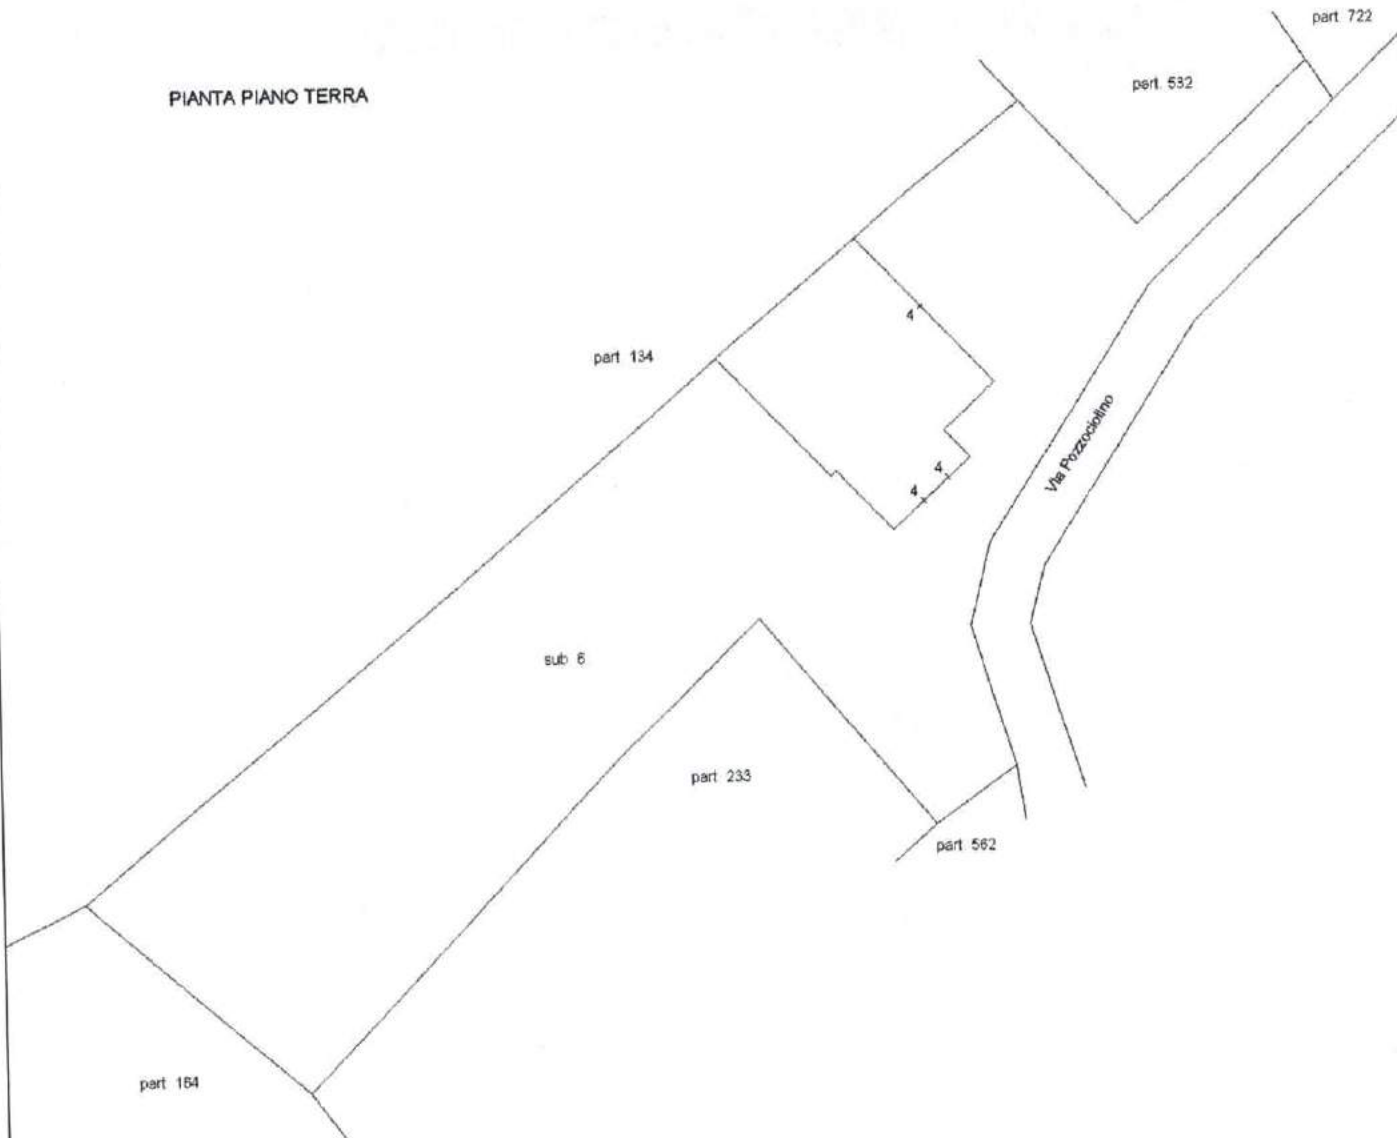 part 722
part. 532
PIANTA PIANO TERRA
4
part 134
Via Pozzociolino
4
4
sub 6
part 233
part 562
part 164